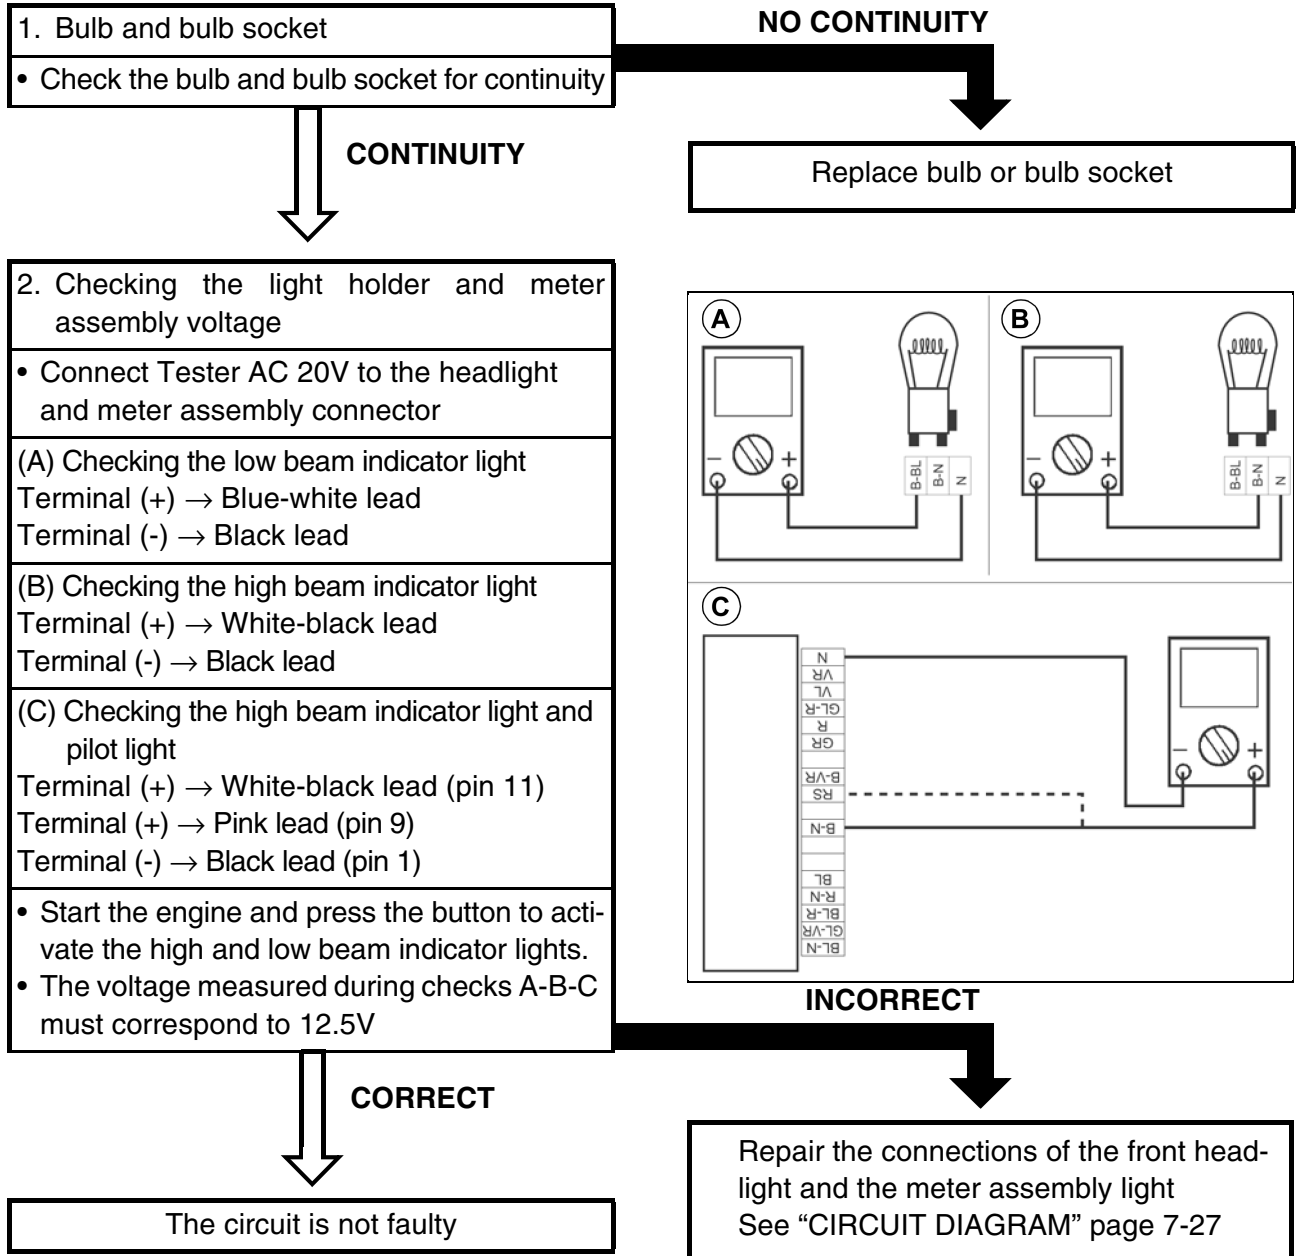 1. Bulb and bulb socket
• Check the bulb and bulb socket for continuity
NO CONTINUITY
CONTINUITY
Replace bulb or bulb socket
2. Checking the light holder and meter
assembly voltage
• Connect Tester AC 20V to the headlight
and meter assembly connector
(A) Checking the low beam indicator light
Terminal (+) → Blue-white lead
Terminal (-) → Black lead
(B) Checking the high beam indicator light
Terminal (+) → White-black lead
Terminal (-) → Black lead
(C) Checking the high beam indicator light and
pilot light
Terminal (+) → White-black lead (pin 11)
Terminal (+) → Pink lead (pin 9)
Terminal (-) → Black lead (pin 1)
• Start the engine and press the button to acti-
vate the high and low beam indicator lights.
• The voltage measured during checks A-B-C
must correspond to 12.5V
A
- +
B-BL
B-N
N
B
- +
B-BL
B-N
N
C
N
VR
VL
GL-R
R
GR
B-VR
RS
B-N
BL
R-N
BL-R
GL-VR
BL-N
- +
INCORRECT
CORRECT
The circuit is not faulty
Repair the connections of the front head-
light and the meter assembly light
See “CIRCUIT DIAGRAM” page 7-27